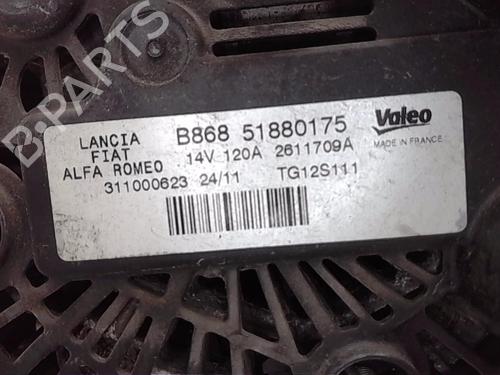 B-PARTS
LANCIA
FIAT
ALFA ROMEO
B868 51880175
14V 120A 2611709A
311000623 24/11 TG12S111
Valeo
MADE IN FRANCE